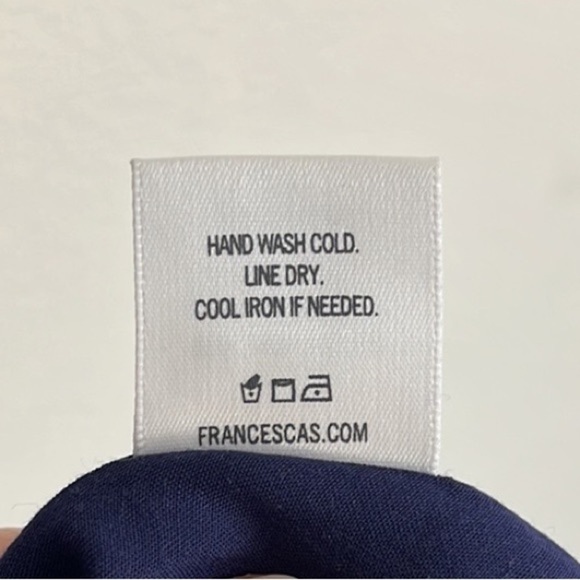 HAND WASH COLD.
LINE DRY.
COOL IRON IF NEEDED.
FRANCESCAS.COM